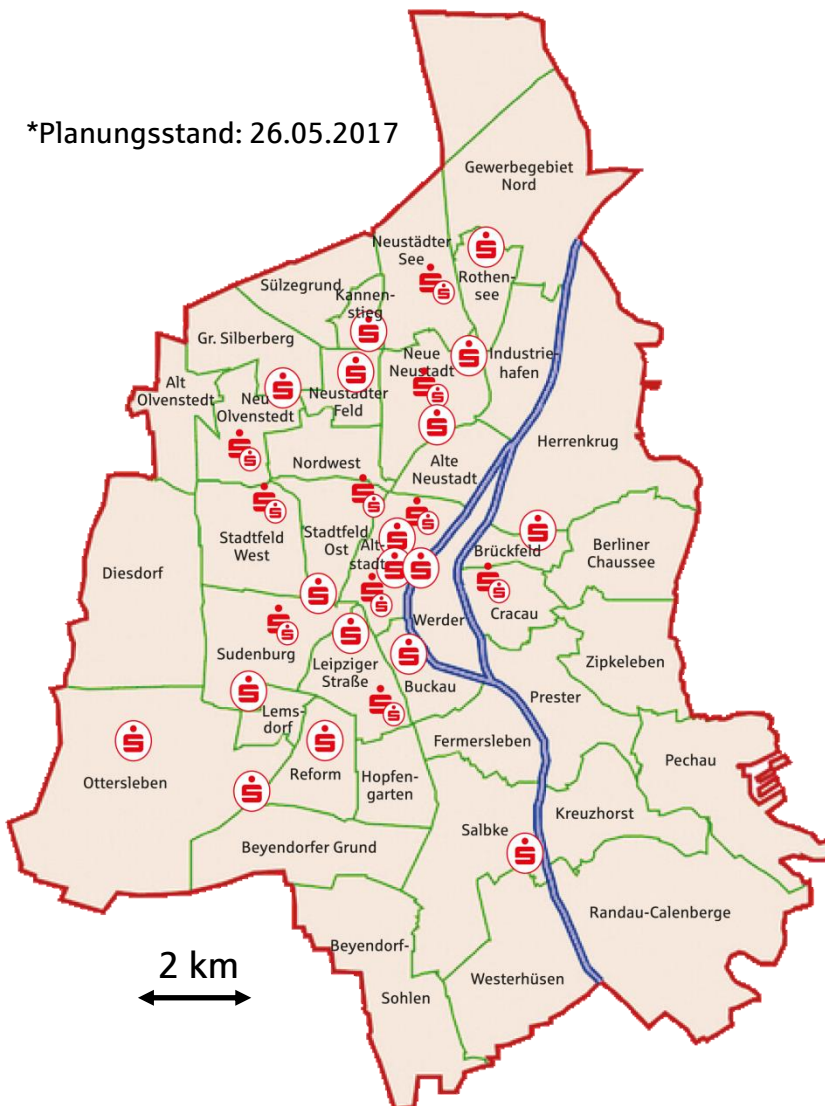 *Planungsstand: 26.05.2017
Gewerbegebiet
Nord
Neustädter
See
Rothen-
see
Sülzegrund
Kannen-
stieg
Gr. Silberberg
Neue
Neustadt
Industrie-
hafen
Alt
Olvenstedt
Neu
Olvenstedt
Neustädter
Feld
Herrenkrug
Nordwest
Alte
Neustadt
Stadtfeld
West
Stadtfeld
Ost
Alt-
stadt
Brückfeld
Berliner
Chaussee
Diesdorf
Cracau
Werder
Sudenburg
Leipziger
Straße
Buckau
Zipkeleben
Prester
Lems-
dorf
Fermersleben
Pechau
Ottersleben
Reform
Hopfen-
garten
Kreuzhorst
Salbke
Beyendorfer Grund
Randau-Calenberge
Beyendorf-
Sohlen
Westerhüsen
2 km